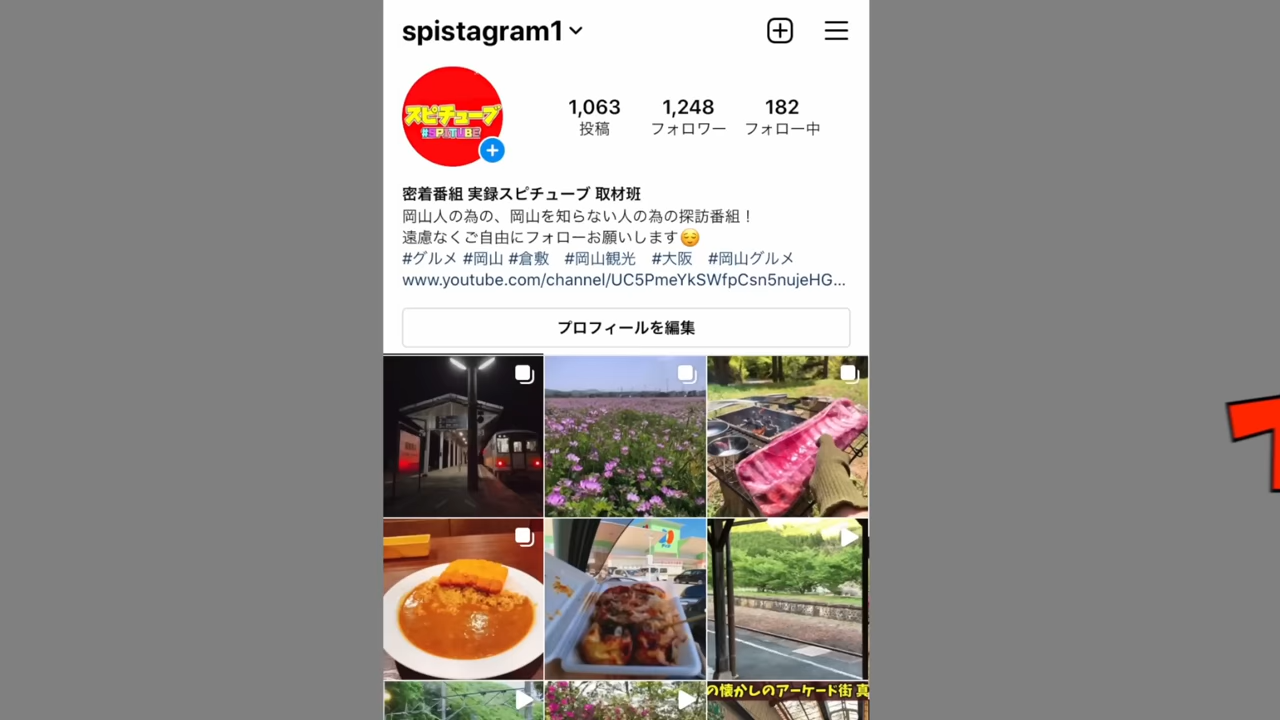 spistagram1
スピチューブ
#SPITUBE
1,063
投稿
1,248
フォロワー
182
フォロー中
密着番組 実録スピチューブ 取材班
岡山人の為の、岡山を知らない人の為の探訪番組！
遠慮なくご自由にフォローお願いします😌
#グルメ #岡山 #倉敷　#岡山観光　#大阪　#岡山グルメ
www.youtube.com/channel/UC5PmeYkSWfpCsn5nujeHG...
プロフィールを編集
の懐かしのアーケード街 真